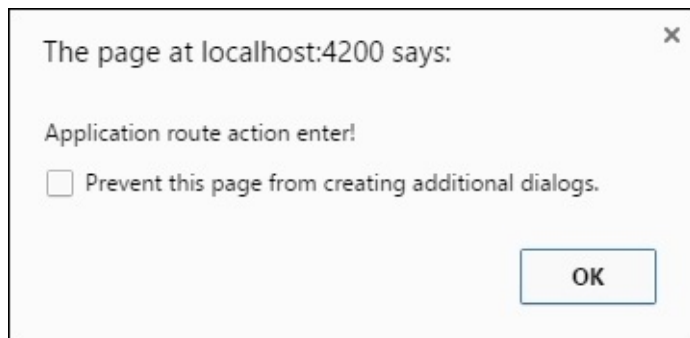 The page at localhost:4200 says:
Application route action enter!
Prevent this page from creating additional dialogs.
OK